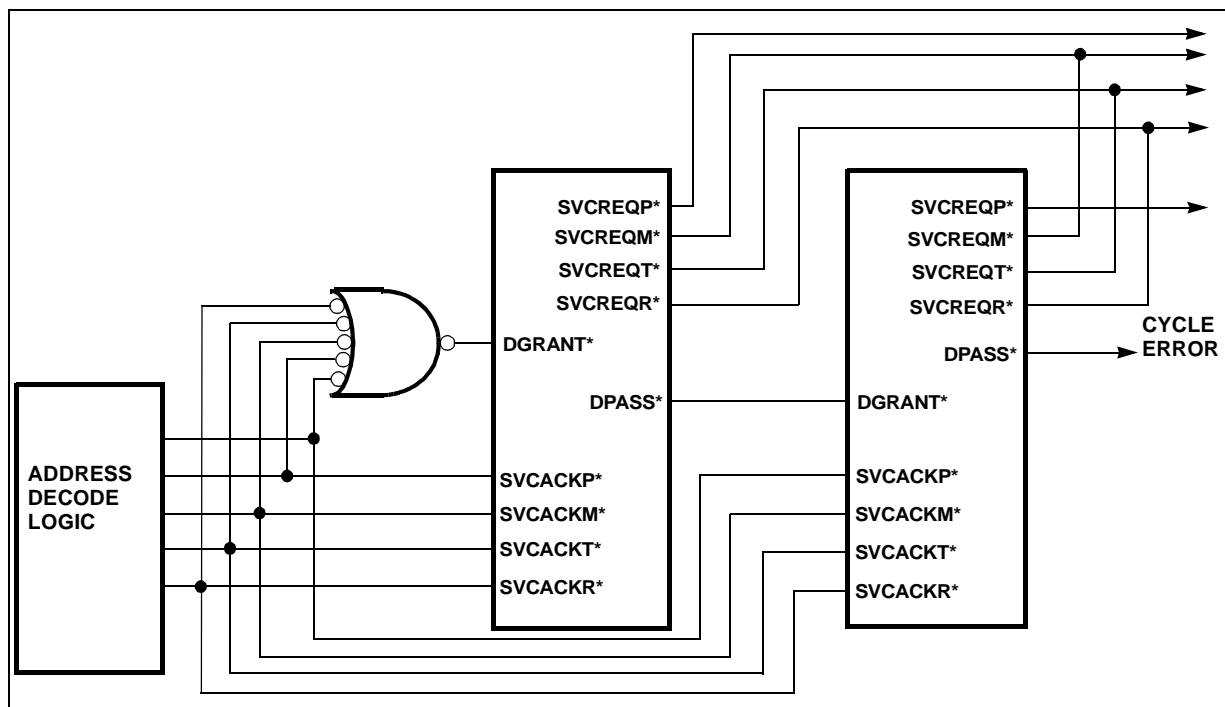 SVCREQP*
SVCREQM*
SVCREQT*
SVCREQR*
DGRANT*
DPASS*
SVCACKP*
SVCACKM*
SVCACKT*
SVCACKR*
SVCREQP*
SVCREQM*
SVCREQT*
SVCREQR*
DPASS*
DGRANT*
SVCACKP*
SVCACKM*
SVCACKT*
SVCACKR*
CYCLE
ERROR
ADDRESS
DECODE
LOGIC